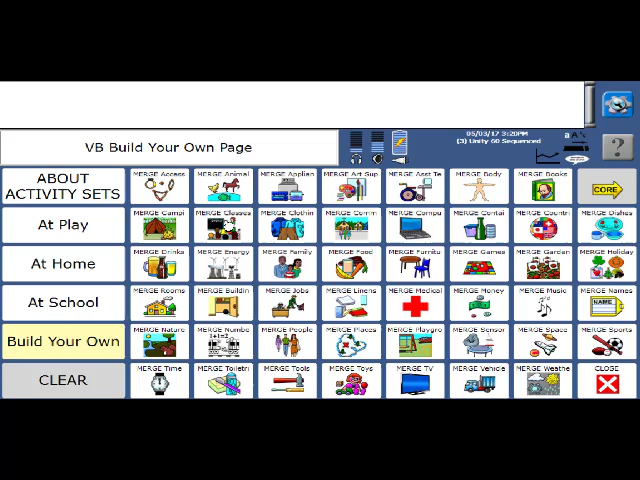 05/03/17 3:20PM
(3) Unity 60 Sequenced
a A's
?
VB Build Your Own Page
ABOUT
ACTIVITY SETS
MERGE Access
MERGE Animal
MERGE Applian
MERGE Art Sup
MERGE Asst Te
MERGE Body
MERGE Books
CORE
At Play
MERGE Campi
MERGE Classes
MERGE Clothin
MERGE Comm
MERGE Compu
MERGE Contai
MERGE Countri
MERGE Dishes
At Home
MERGE Drinks
MERGE Energy
MERGE Family
MERGE Food
MERGE Furnitu
MERGE Games
MERGE Garden
MERGE Holiday
At School
MERGE Rooms
MERGE Buildin
MERGE Jobs
MERGE Linens
MERGE Medical
MERGE Money
MERGE Music
MERGE Names
NAME
Build Your Own
MERGE Nature
MERGE Numbe
MERGE People
MERGE Places
MERGE Playgro
MERGE Sensor
MERGE Space
MERGE Sports
CLEAR
MERGE Time
MERGE Toiletri
MERGE Tools
MERGE Toys
MERGE TV
MERGE Vehicle
MERGE Weathe
CLOSE